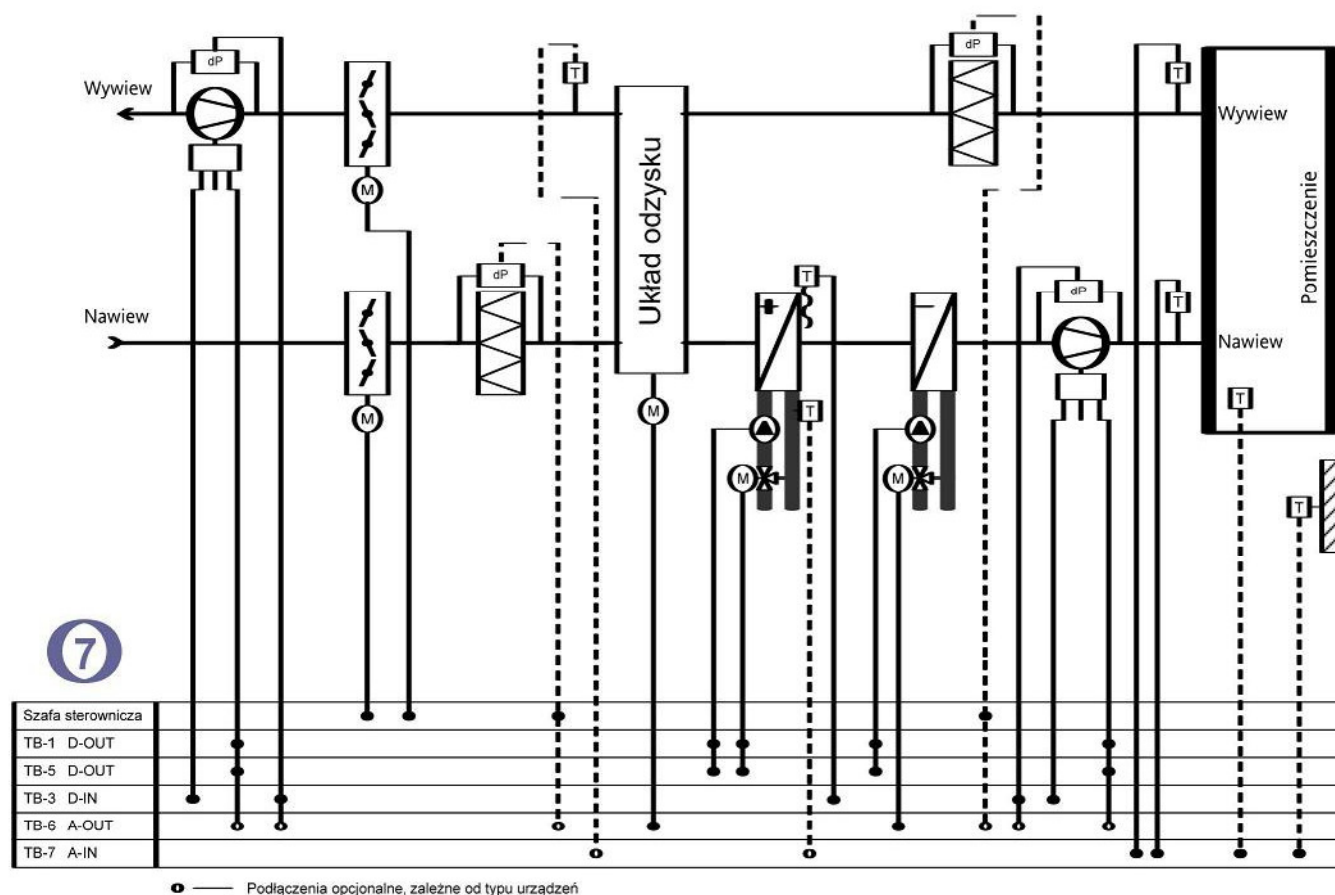 dP
dP
Wywiew
T
T
Wywiew
M
Układ odzysku
Pomieszczenie
dP
T
dP
Nawiew
T
Nawiew
M
M
T
T
M
M
T
7
Szafa sterownicza
TB-1 D-OUT
TB-5 D-OUT
TB-3 D-IN
TB-6 A-OUT
TB-7 A-IN
Podłączenia opcjonalne, zależne od typu urządzeń